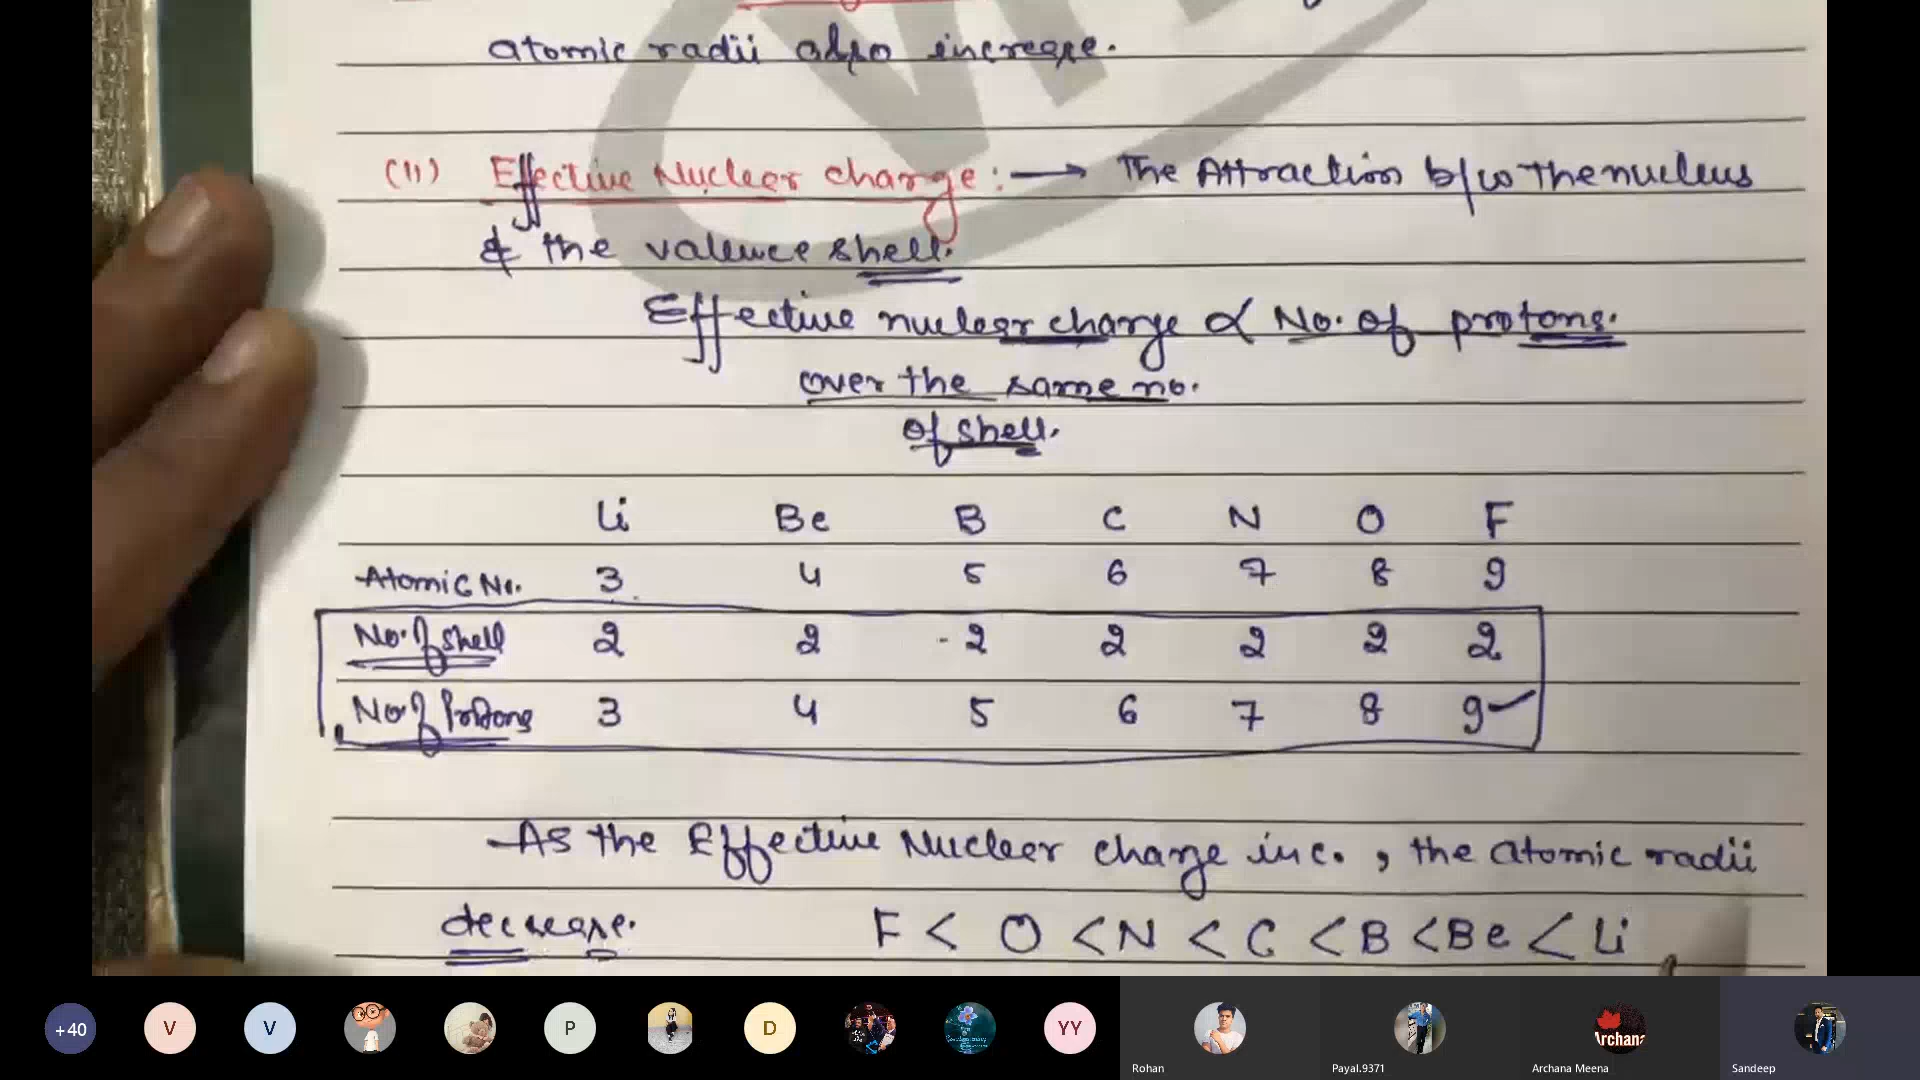 atomic radii also increase.
(11) Effective Nucleer charge:→ The Attraction b/w the nucleus
& the valence shell.
Effective nucleer charge ∝ No. of protons.
over the same no.
of shell.
Li Be B C N O F
Atomic No. 3 4 5 6 7 8 9
No. of shell 2 2 2 2 2 2 2
No of Protons 3 4 5 6 7 8 9
As the Effective Nucleer charge inc., the atomic radii
decrease. F < O < N < C < B < Be < Li
+40 V V P D YY
Archana
Rohan Payal.9371 Archana Meena Sandeep